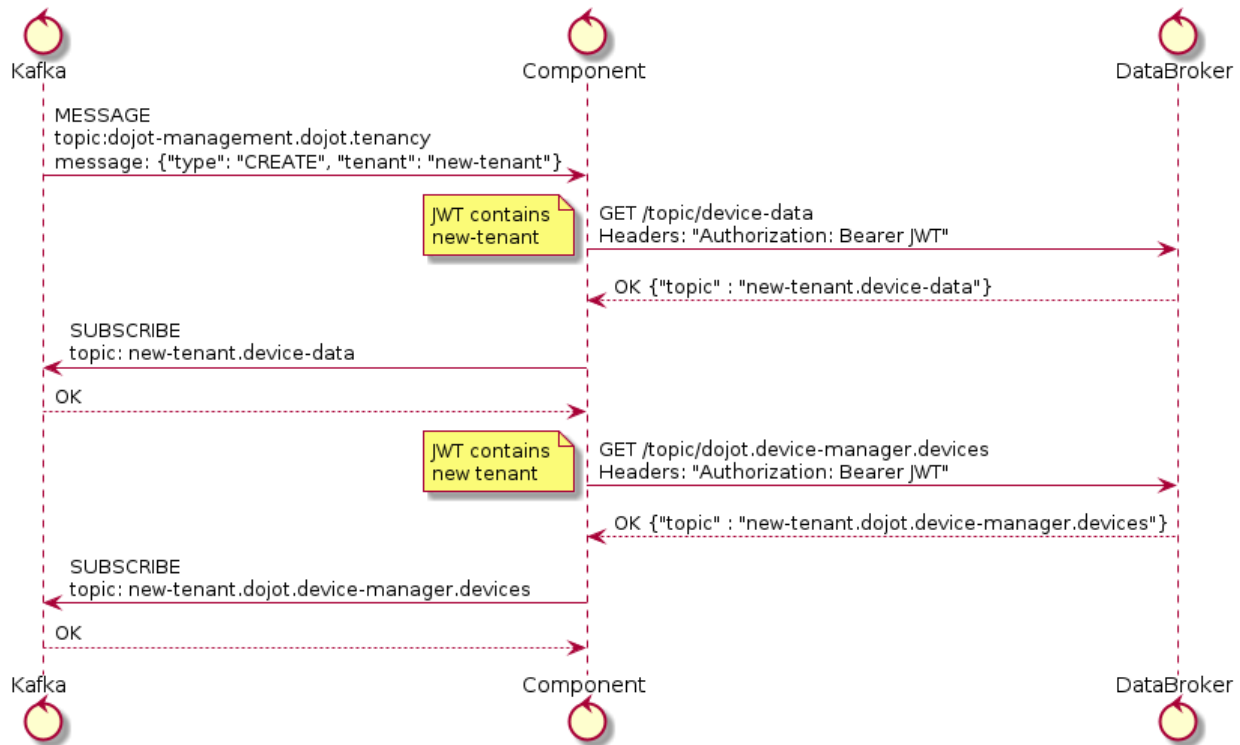 Kafka
Component
DataBroker
MESSAGE
topic:dojot-management.dojot.tenancy
message: {"type": "CREATE", "tenant": "new-tenant"}
JWT contains
new-tenant
GET /topic/device-data
Headers: "Authorization: Bearer JWT"
OK {"topic" : "new-tenant.device-data"}
SUBSCRIBE
topic: new-tenant.device-data
OK
JWT contains
new tenant
GET /topic/dojot.device-manager.devices
Headers: "Authorization: Bearer JWT"
OK {"topic" : "new-tenant.dojot.device-manager.devices"}
SUBSCRIBE
topic: new-tenant.dojot.device-manager.devices
OK
Kafka
Component
DataBroker